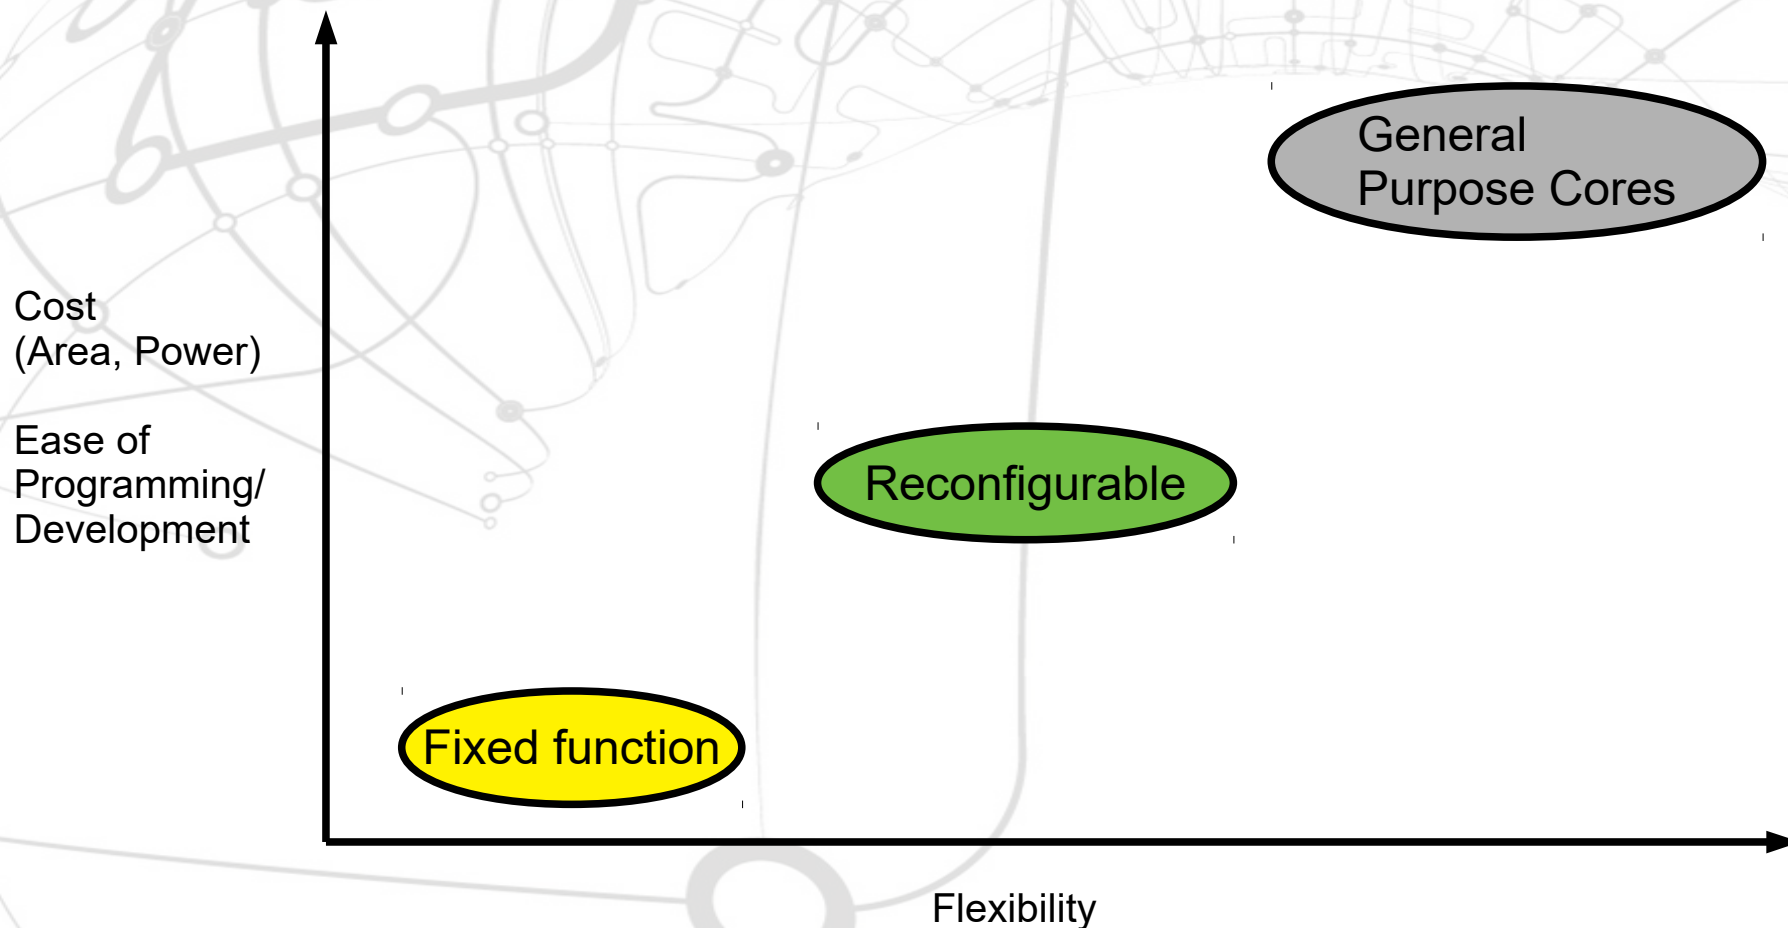 General
Purpose Cores
Cost
(Area, Power)
Ease of
Programming/
Development
Reconfigurable
Fixed function
Flexibility